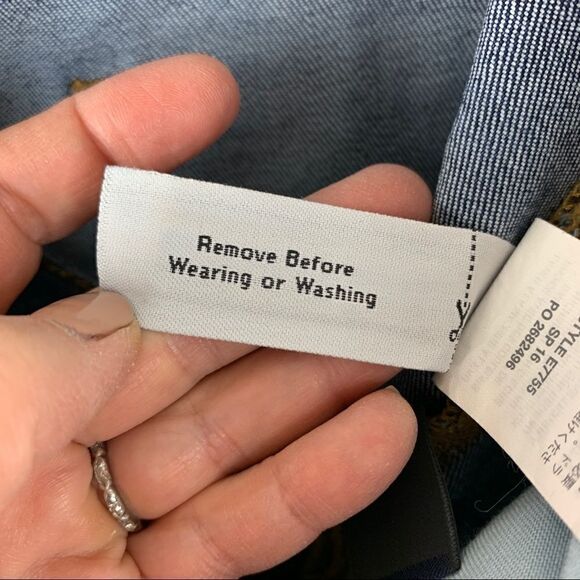 Remove Before
Wearing or Washing
STYLE E7755
SP 16
PO 2682496